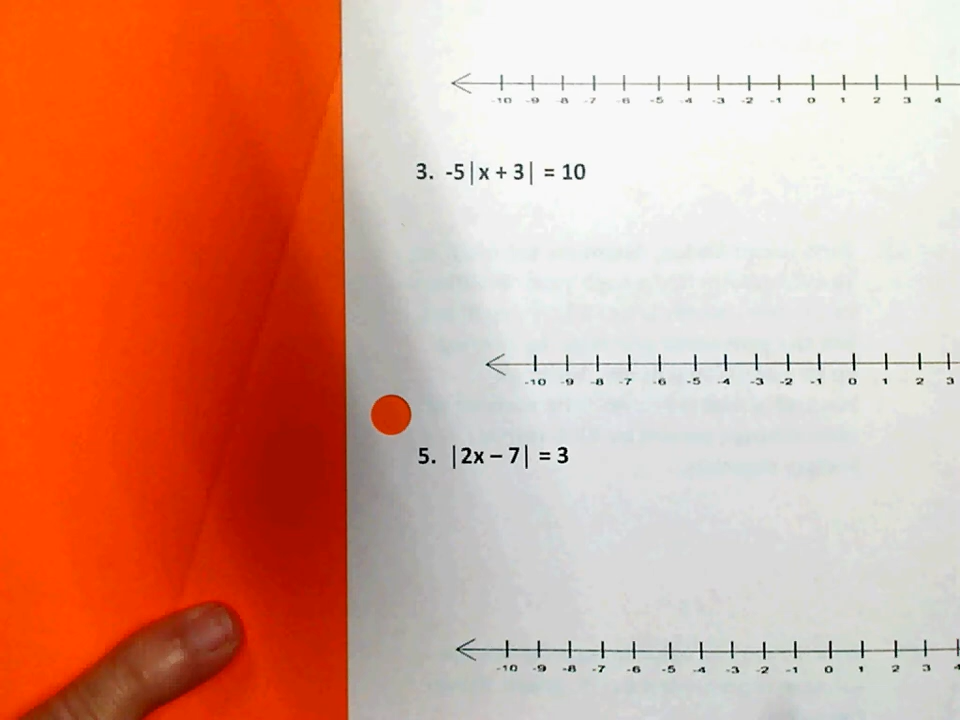 -10 -9 -8 -7 -6 -5 -4 -3 -2 -1 0 1 2 3 4
3. -5|x + 3| = 10
-10 -9 -8 -7 -6 -5 -4 -3 -2 -1 0 1 2 3
5. |2x – 7| = 3
-10 -9 -8 -7 -6 -5 -4 -3 -2 -1 0 1 2 3